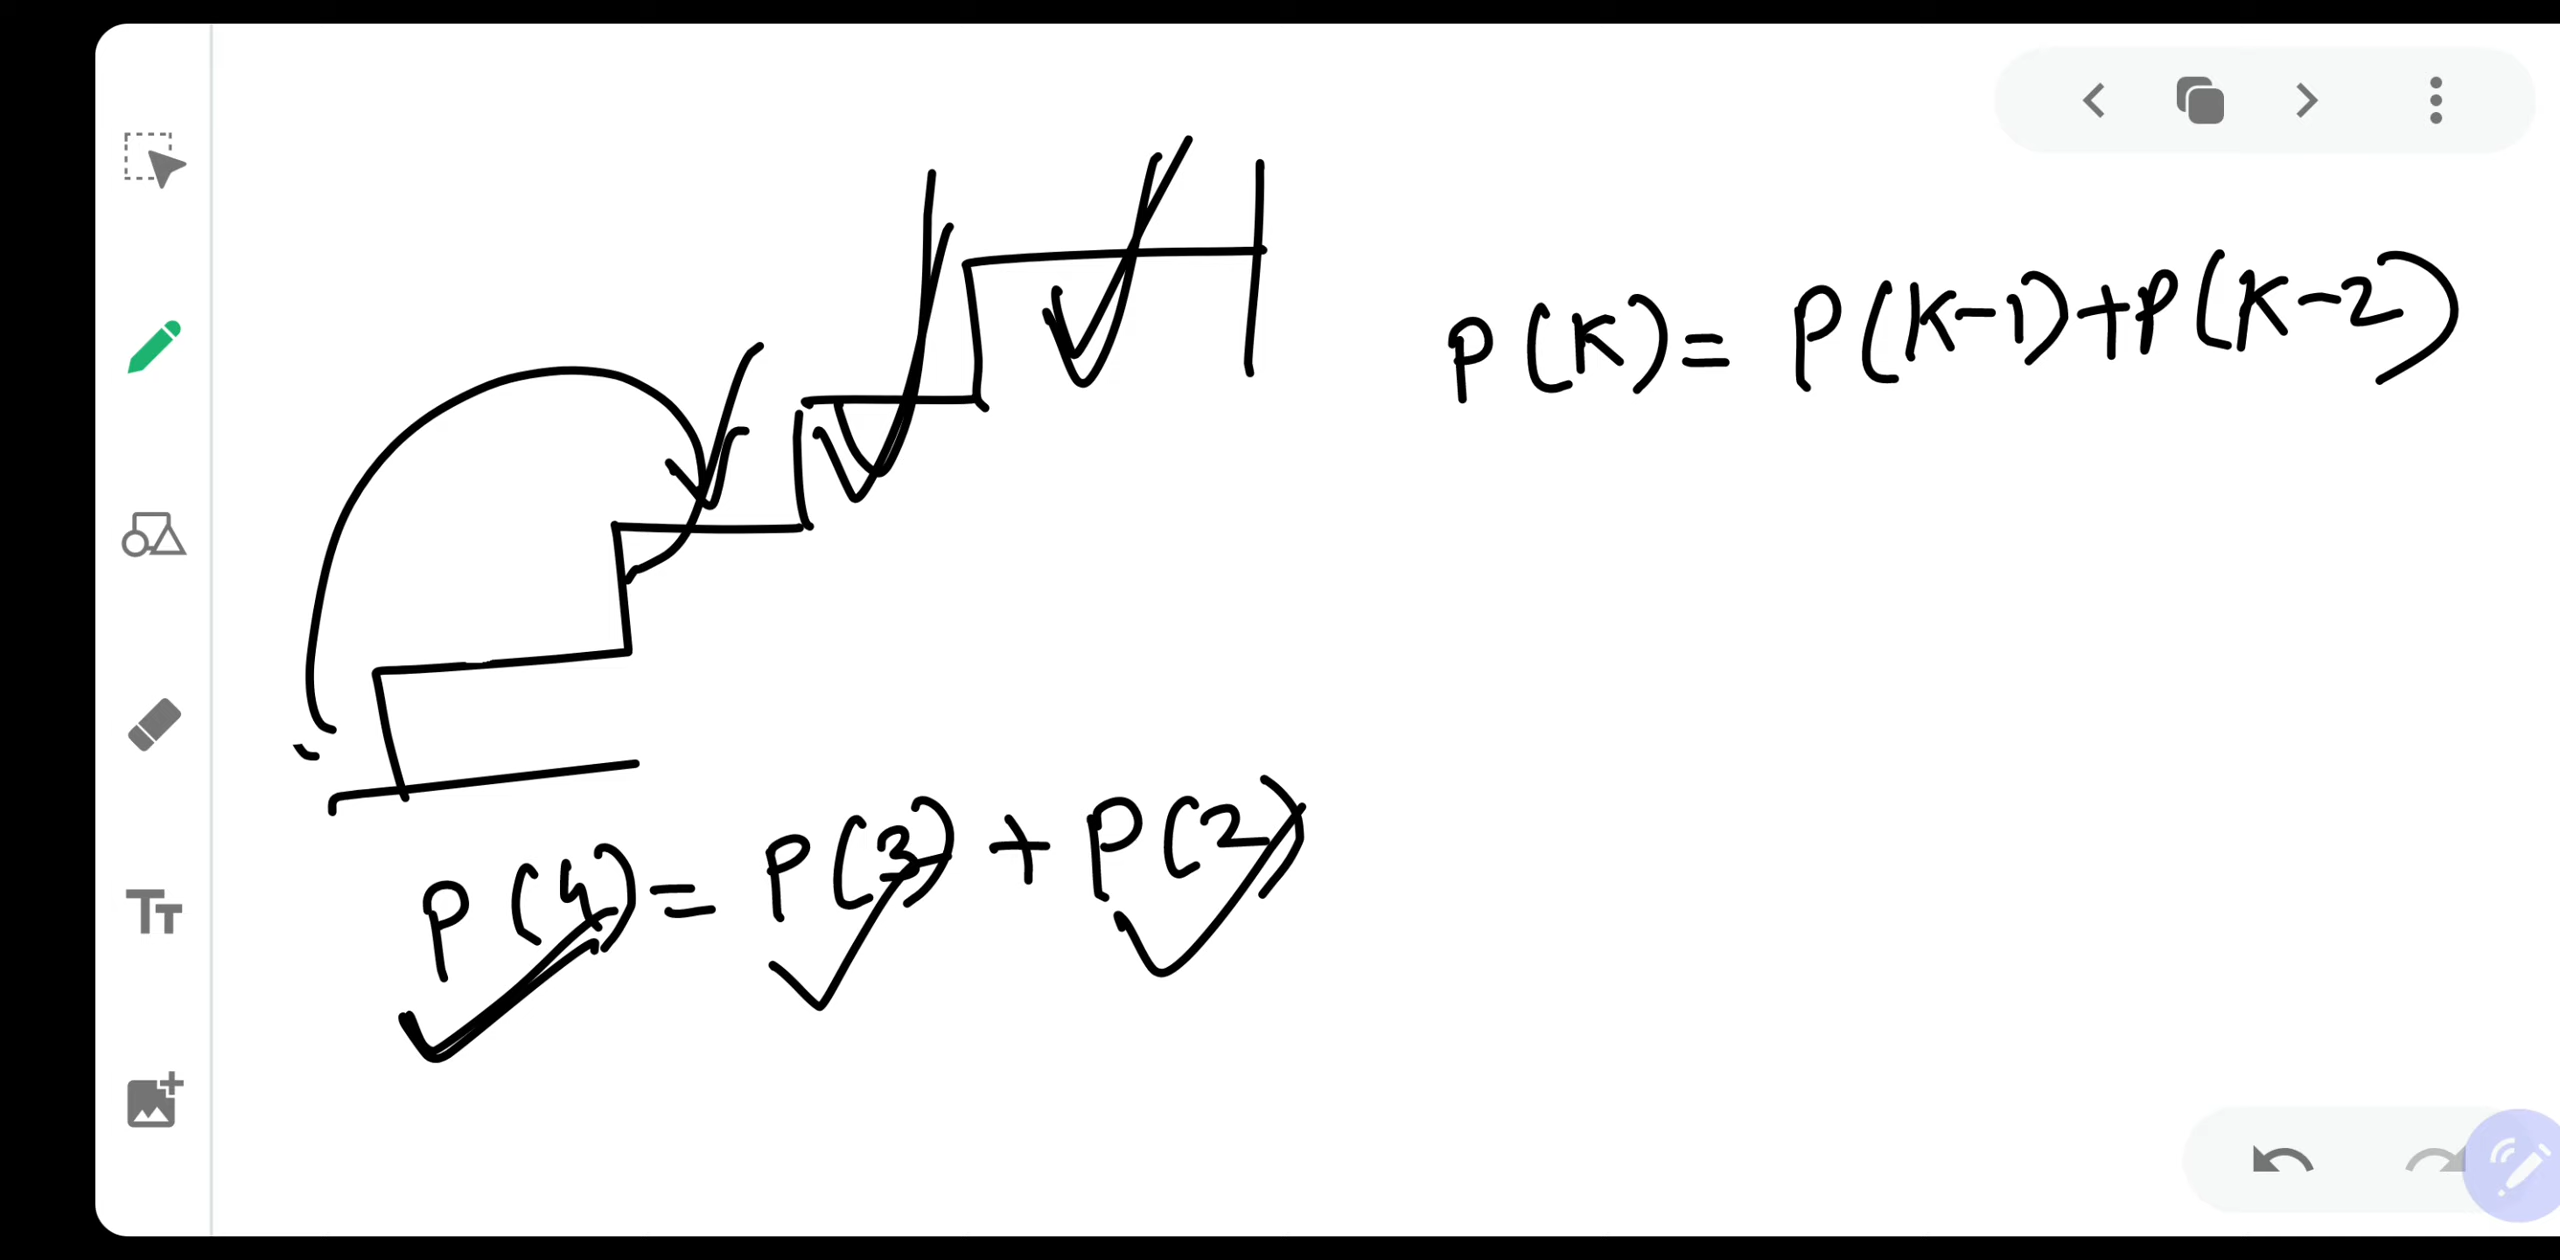 P(K)= P(K-1)+P(K-2)
P(4)= P(3) + P(2)